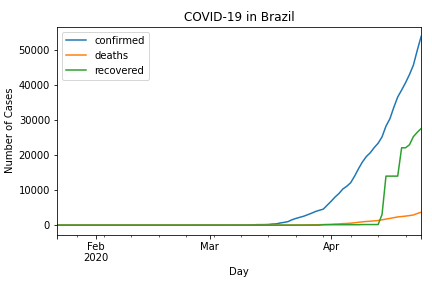 COVID-19 in Brazil
confirmed
deaths
recovered
Number of Cases
50000
40000
30000
20000
10000
0
Feb
2020
Mar
Apr
Day